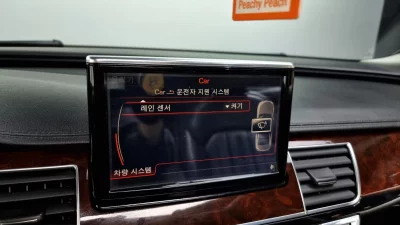 Peachy Peach
Car
Car 운전자 지원 시스템
레인 센서
켜기
차량 시스템